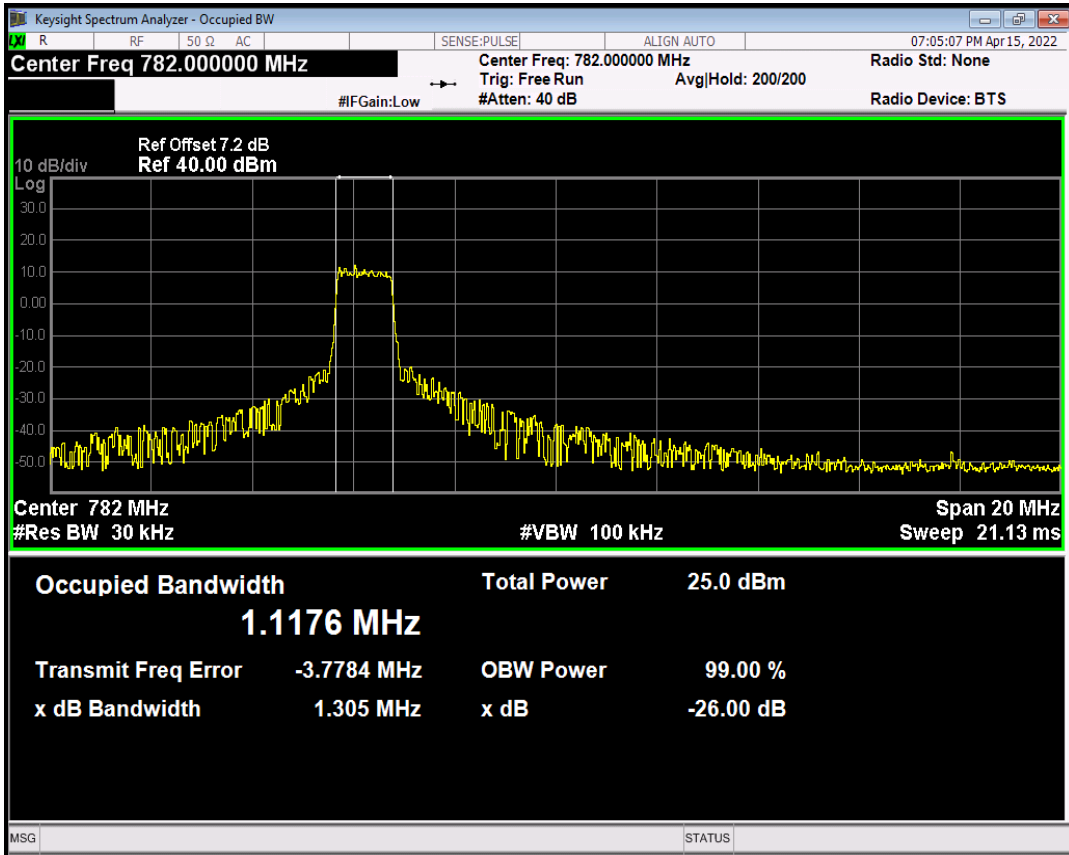 Keysight Spectrum Analyzer - Occupied BW
LXI R RF 50 Ω AC SENSE:PULSE ALIGN AUTO 07:05:07 PM Apr 15, 2022
Center Freq 782.000000 MHz Center Freq: 782.000000 MHz Radio Std: None
Trig: Free Run Avg|Hold: 200/200
#IFGain:Low #Atten: 40 dB Radio Device: BTS
Ref Offset 7.2 dB
10 dB/div Ref 40.00 dBm
Log
30.0
20.0
10.0
0.00
-10.0
-20.0
-30.0
-40.0
-50.0
Center 782 MHz Span 20 MHz
#Res BW 30 kHz #VBW 100 kHz Sweep 21.13 ms
Occupied Bandwidth Total Power 25.0 dBm
1.1176 MHz
Transmit Freq Error -3.7784 MHz OBW Power 99.00 %
x dB Bandwidth 1.305 MHz x dB -26.00 dB
MSG STATUS